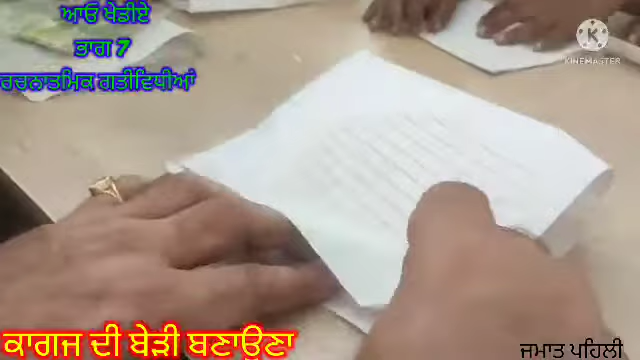 ਆਓ ਖੇਡੀਏ
ਭਾਗ 7
ਰਚਨਾਤਮਿਕ ਗਤੀਵਿਧੀਆਂ
KINEMASTER
ਕਾਗਜ ਦੀ ਬੇੜੀ ਬਣਾਉਣਾ
ਜਮਾਤ ਪਹਿਲੀ